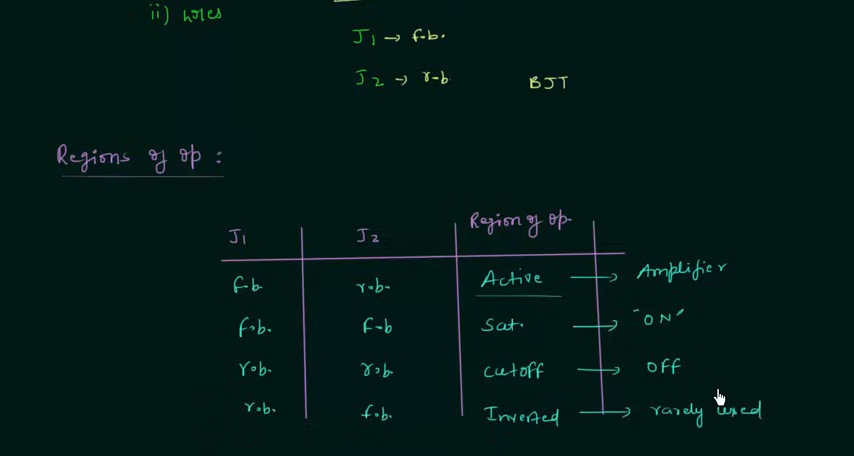 ii) holes
J1 → f.b.
J2 → r.b.
BJT
Regions of op :
J1 J2 Region of op.
f.b. r.b. Active → Amplifier
f.b. f.b Sat. → "ON"
r.b. r.b. cutoff → OFF
r.b. f.b. Inverted → rarely used